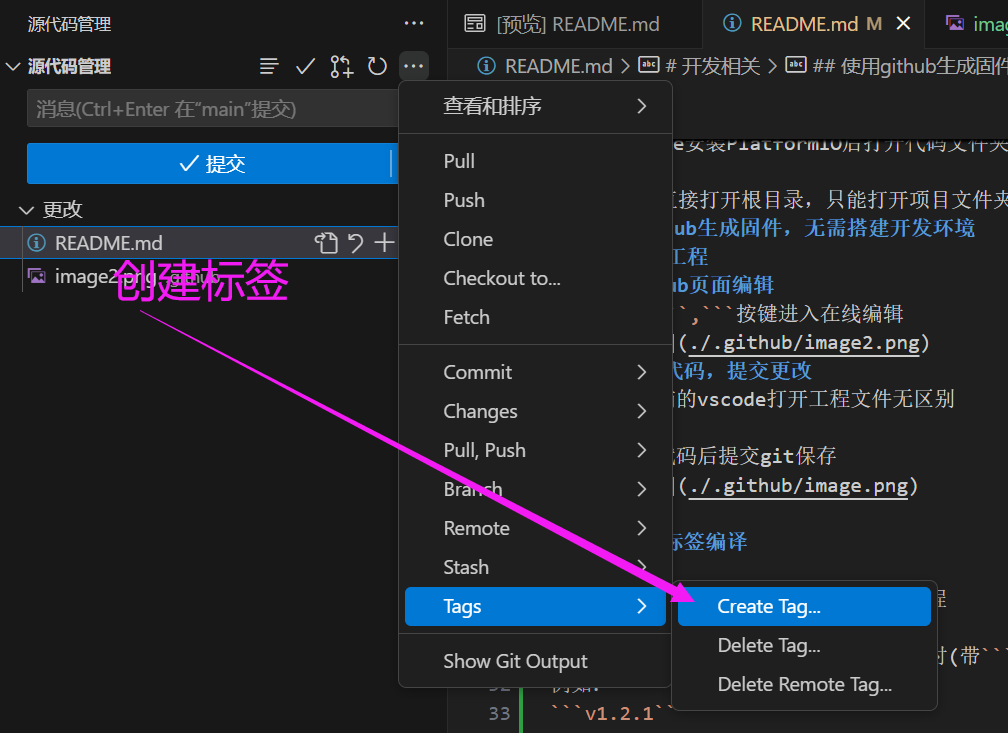 源代码管理
源代码管理
消息(Ctrl+Enter 在“main”提交)
提交
更改
README.md
image2.png .github
创建标签
[预览] README.md
README.md M
imag
README.md > # 开发相关 > ## 使用github生成固件
查看和排序
Pull
Push
Clone
Checkout to...
Fetch
Commit
Changes
Pull, Push
Branch
Remote
Stash
Tags
Show Git Output
Create Tag...
Delete Tag...
Delete Remote Tag...
e安装PlatformIO后打开代码文件夹
接打开根目录，只能打开项目文件夹
ub生成固件，无需搭建开发环境
工程
ub页面编辑
`,```按键进入在线编辑
](./.github/image2.png)
代码，提交更改
的vscode打开工程文件无区别
代码后提交git保存
](./.github/image.png)
标签编译
程
时(带```
32 例如:
33 ```v1.2.1``